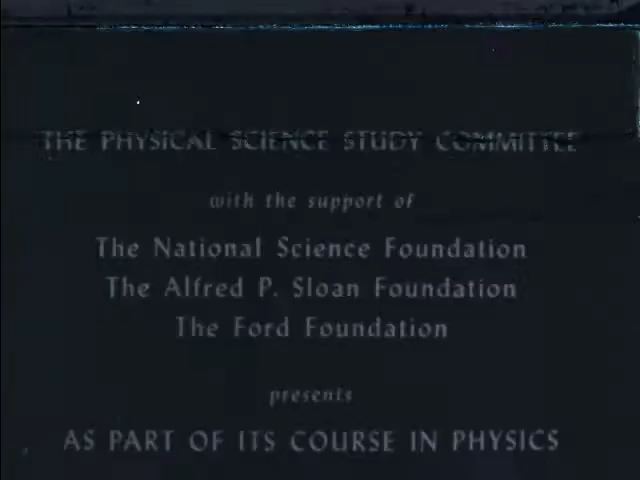 THE PHYSICAL SCIENCE STUDY COMMITTEE
with the support of
The National Science Foundation
The Alfred P. Sloan Foundation
The Ford Foundation
presents
AS PART OF ITS COURSE IN PHYSICS